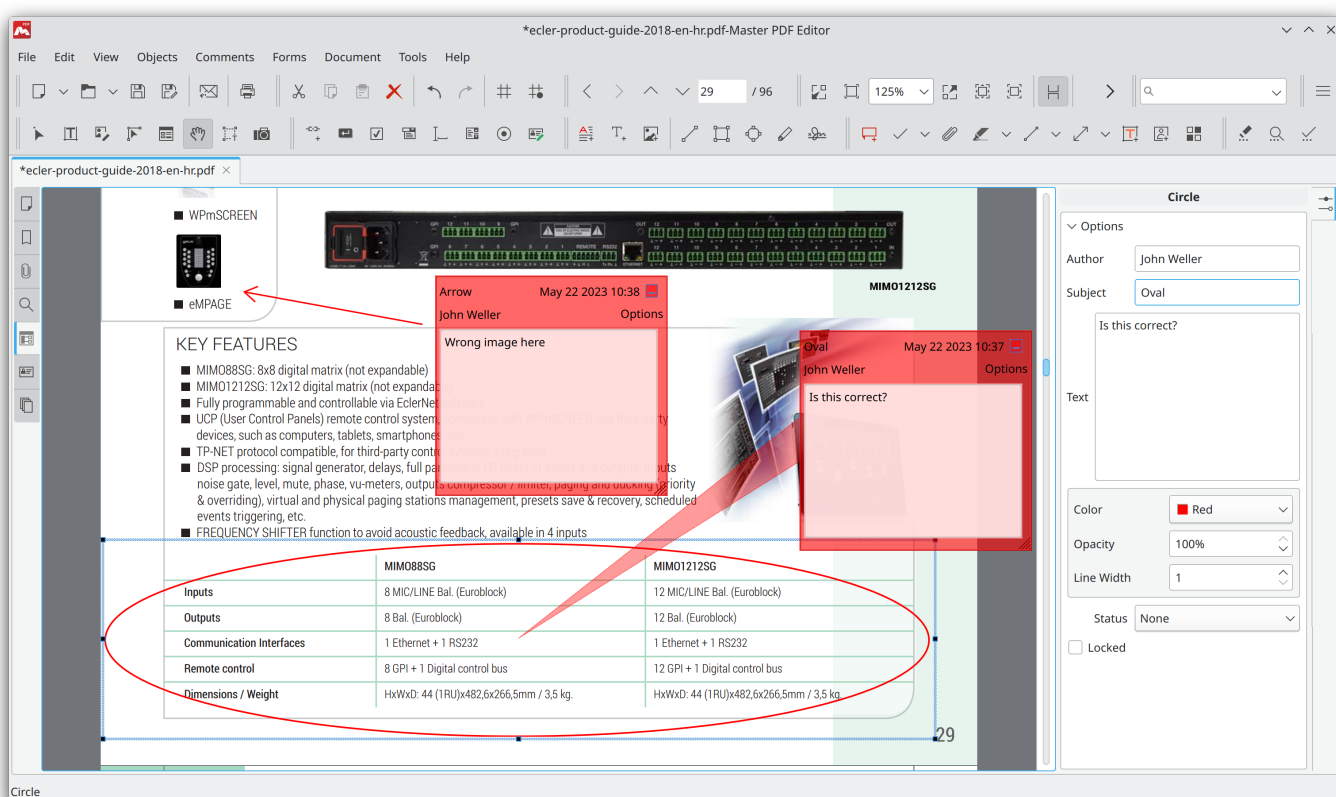 *ecler-product-guide-2018-en-hr.pdf-Master PDF Editor
File Edit View Objects Comments Forms Document Tools Help
29 / 96
125%
*ecler-product-guide-2018-en-hr.pdf
WPmSCREEN
eMPAGE
MIMO1212SG
Arrow May 22 2023 10:38
John Weller Options
Wrong image here
Oval May 22 2023 10:37
John Weller Options
Is this correct?
KEY FEATURES
MIMO88SG: 8x8 digital matrix (not expandable)
MIMO1212SG: 12x12 digital matrix (not expandable
Fully programmable and controllable via EclerNet
UCP (User Control Panels) remote control system,
devices, such as computers, tablets, smartphones
TP-NET protocol compatible, for third-party
DSP processing: signal generator, delays, full
noise gate, level, mute, phase, vu-meters, outputs compressor / limiter, paging and ducking (priority
& overriding), virtual and physical paging stations management, presets save & recovery, scheduled
events triggering, etc.
FREQUENCY SHIFTER function to avoid acoustic feedback, available in 4 inputs
MIMO88SG MIMO1212SG
Inputs 8 MIC/LINE Bal. (Euroblock) 12 MIC/LINE Bal. (Euroblock)
Outputs 8 Bal. (Euroblock) 12 Bal. (Euroblock)
Communication Interfaces 1 Ethernet + 1 RS232 1 Ethernet + 1 RS232
Remote control 8 GPI + 1 Digital control bus 12 GPI + 1 Digital control bus
Dimensions / Weight HxWxD: 44 (1RU)x482,6x266,5mm / 3,5 kg. HxWxD: 44 (1RU)x482,6x266,5mm / 3,5 kg.
29
Circle
Options
Author John Weller
Subject Oval
Text Is this correct?
Color Red
Opacity 100%
Line Width 1
Status None
Locked
Circle